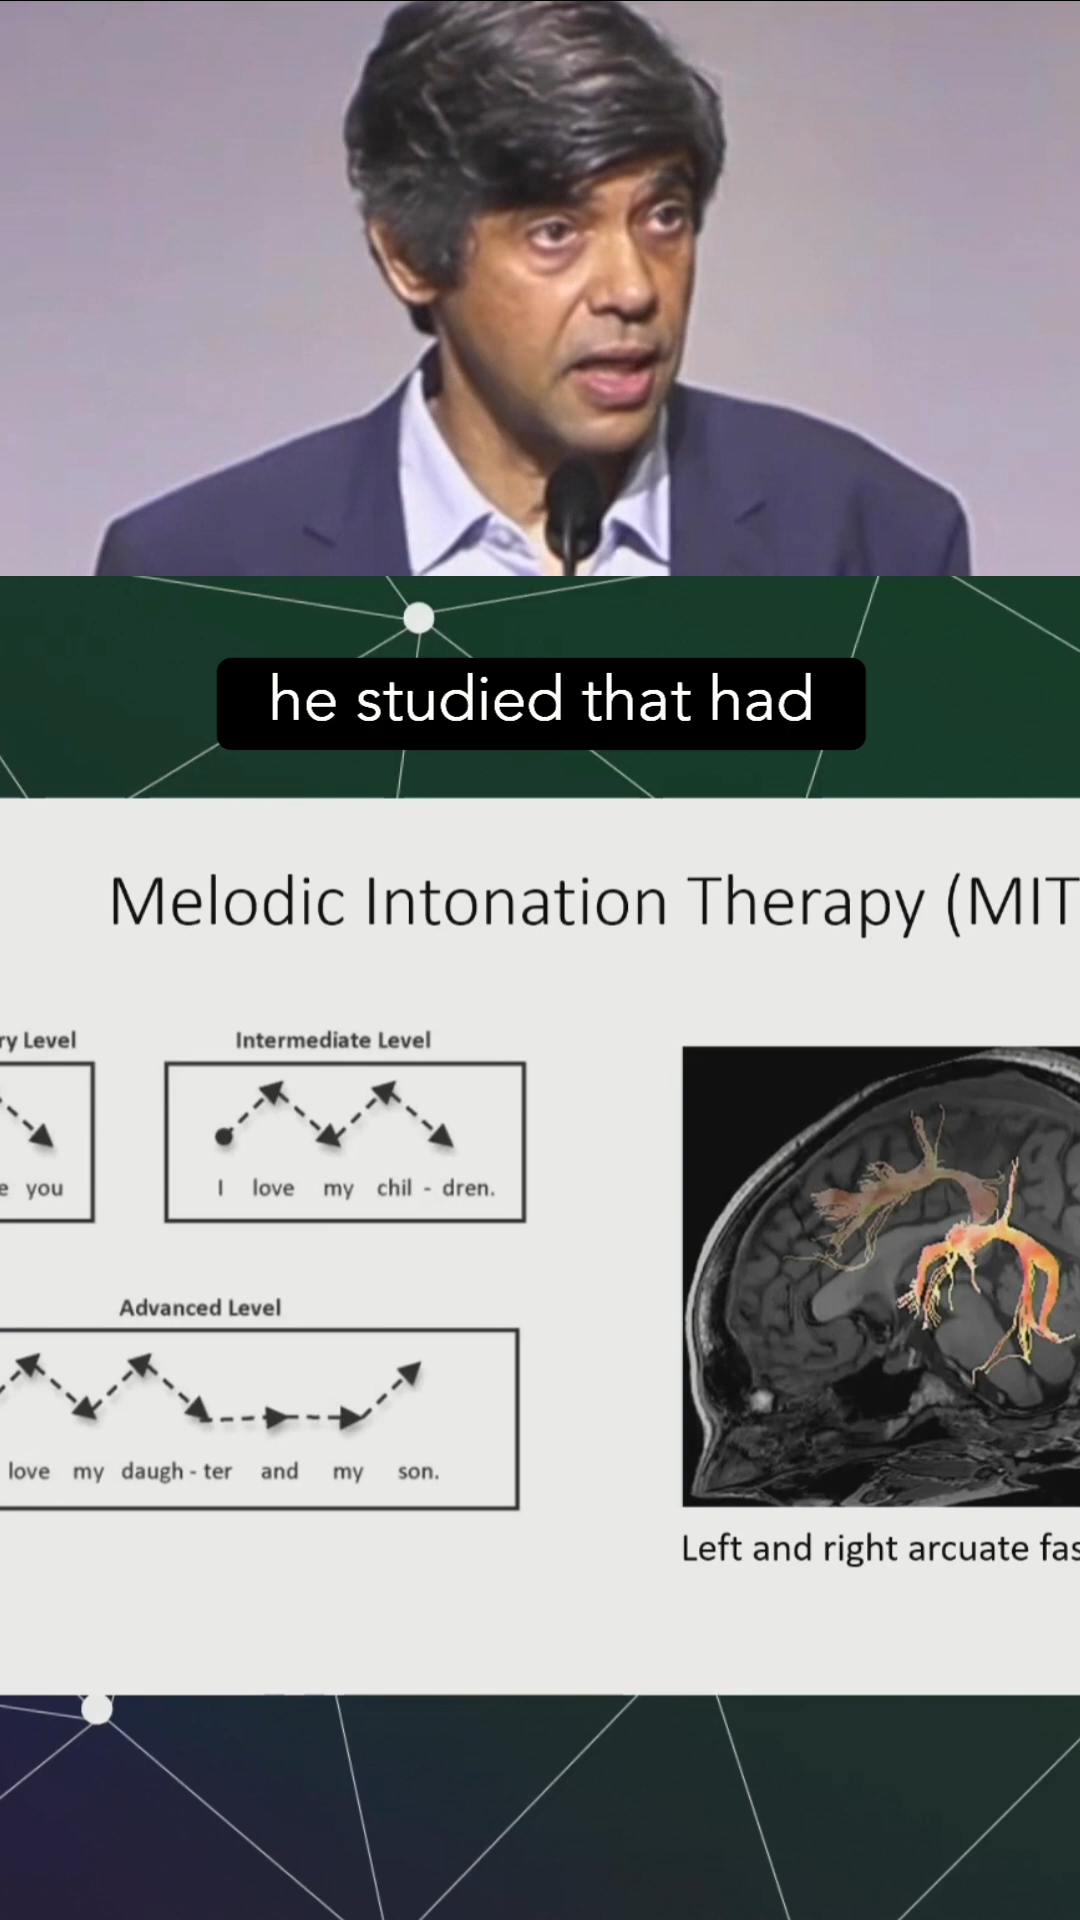 he studied that had
Melodic Intonation Therapy (MIT
ry Level
Intermediate Level
e you
I love my chil - dren.
Advanced Level
love my daugh - ter and my son.
Left and right arcuate fas